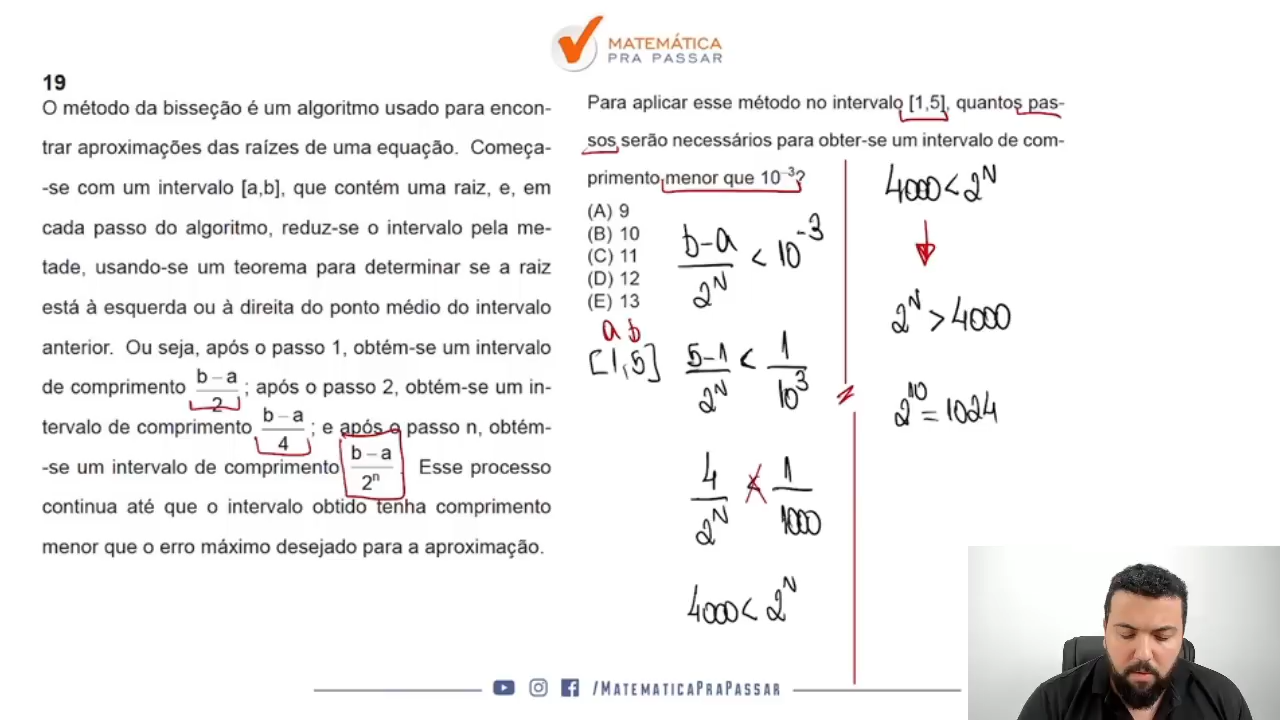 MATEMÁTICA
PRA PASSAR
19
O método da bisseção é um algoritmo usado para encon-
trar aproximações das raízes de uma equação. Começa-
-se com um intervalo [a,b], que contém uma raiz, e, em
cada passo do algoritmo, reduz-se o intervalo pela me-
tade, usando-se um teorema para determinar se a raiz
está à esquerda ou à direita do ponto médio do intervalo
anterior. Ou seja, após o passo 1, obtém-se um intervalo
de comprimento (b – a)/2 ; após o passo 2, obtém-se um in-
tervalo de comprimento (b – a)/4 ; e após o passo n, obtém-
-se um intervalo de comprimento (b – a)/2ⁿ Esse processo
continua até que o intervalo obtido tenha comprimento
menor que o erro máximo desejado para a aproximação.
Para aplicar esse método no intervalo [1,5], quantos pas-
sos serão necessários para obter-se um intervalo de com-
primento menor que 10⁻³?
(A) 9
(B) 10
(C) 11
(D) 12
(E) 13
a b
[1,5]
(b-a)/2ᴺ < 10⁻³
(5-1)/2ᴺ < 1/10³
4/2ᴺ < 1/1000
4000 < 2ᴺ
4000 < 2ᴺ
2ᴺ > 4000
2¹⁰ = 1024
/MATEMATICAPRAPASSAR